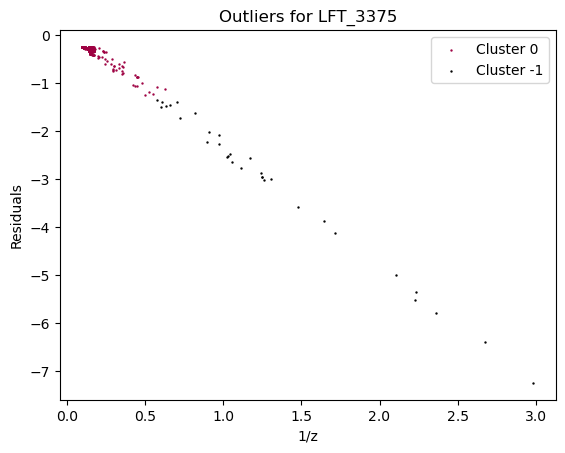 Outliers for LFT_3375
Cluster 0
Cluster -1
Residuals
0
−1
−2
−3
−4
−5
−6
−7
0.0 0.5 1.0 1.5 2.0 2.5 3.0
1/z